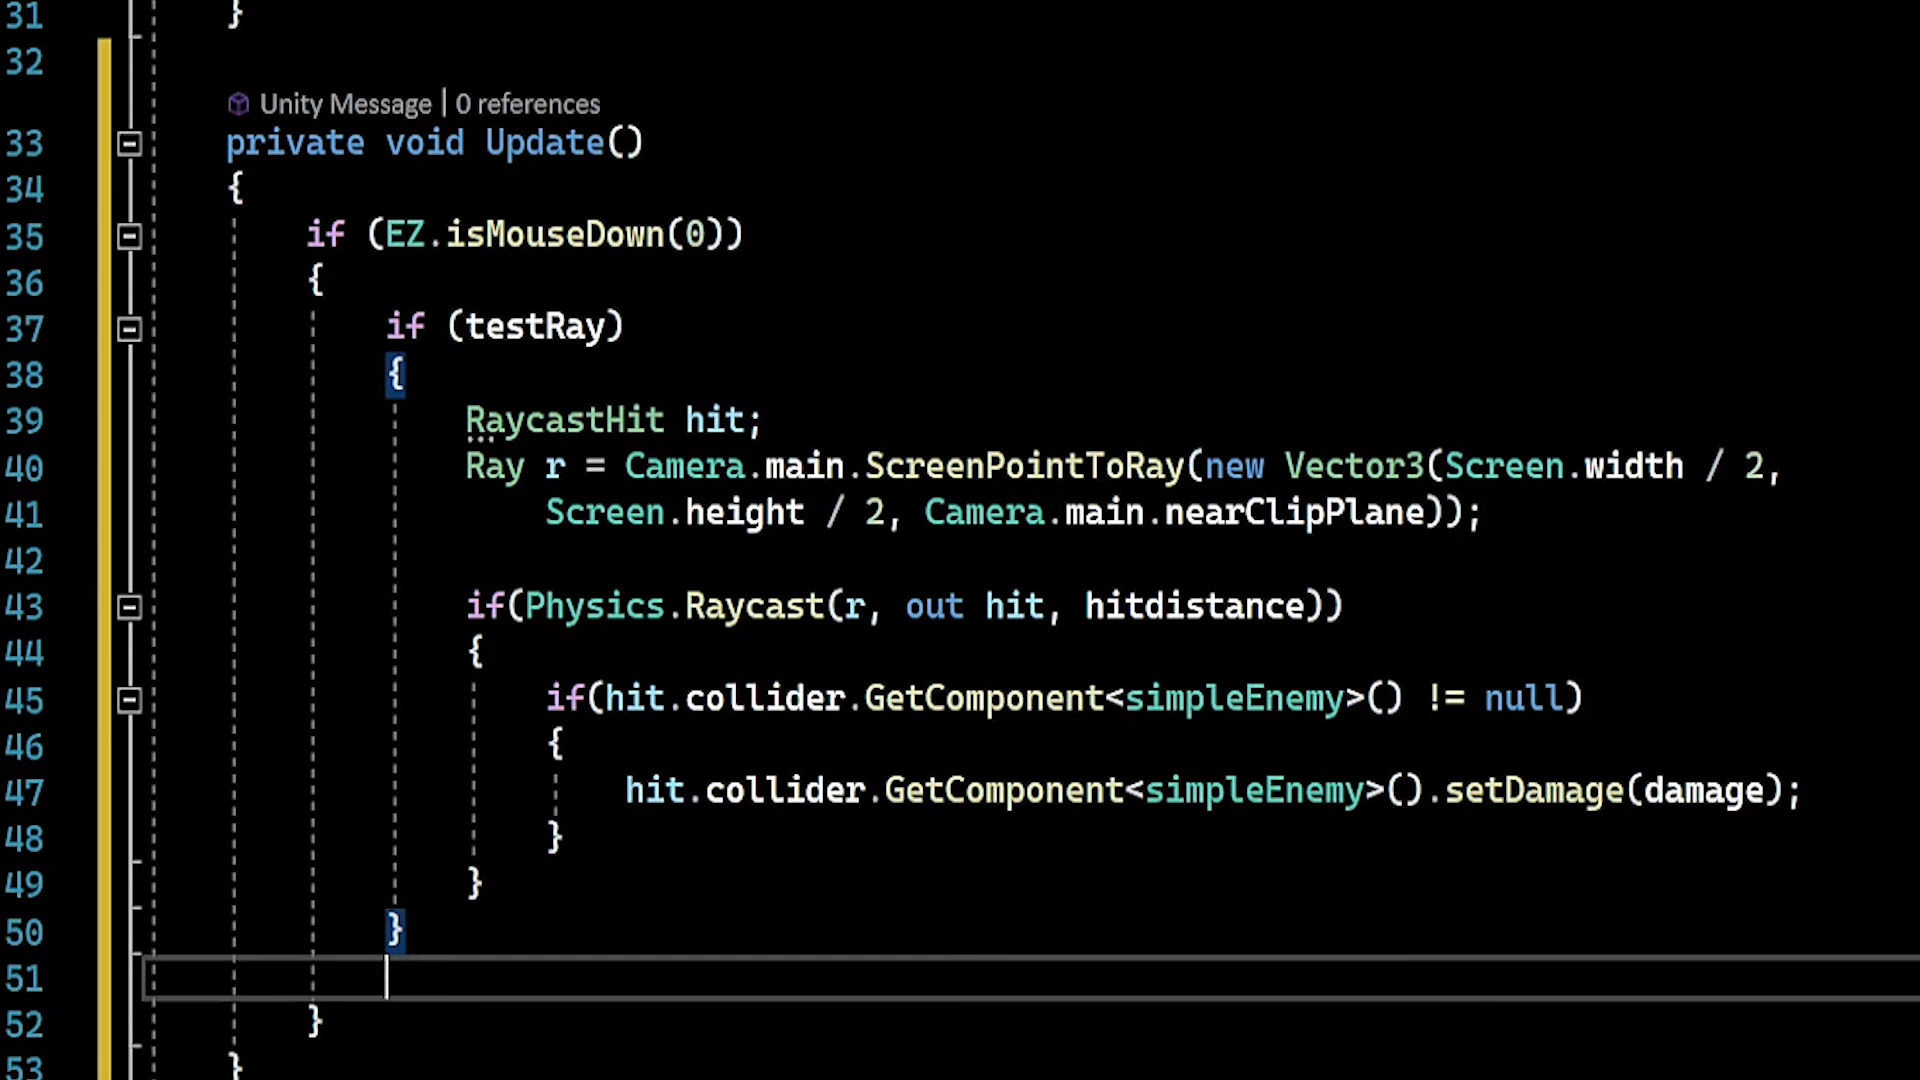 31 }
32
Unity Message | 0 references
33 private void Update()
34 {
35 if (EZ.isMouseDown(0))
36 {
37 if (testRay)
38 {
39 RaycastHit hit;
40 Ray r = Camera.main.ScreenPointToRay(new Vector3(Screen.width / 2,
41 Screen.height / 2, Camera.main.nearClipPlane));
42
43 if(Physics.Raycast(r, out hit, hitdistance))
44 {
45 if(hit.collider.GetComponent<simpleEnemy>() != null)
46 {
47 hit.collider.GetComponent<simpleEnemy>().setDamage(damage);
48 }
49 }
50 }
51
52 }
53 }